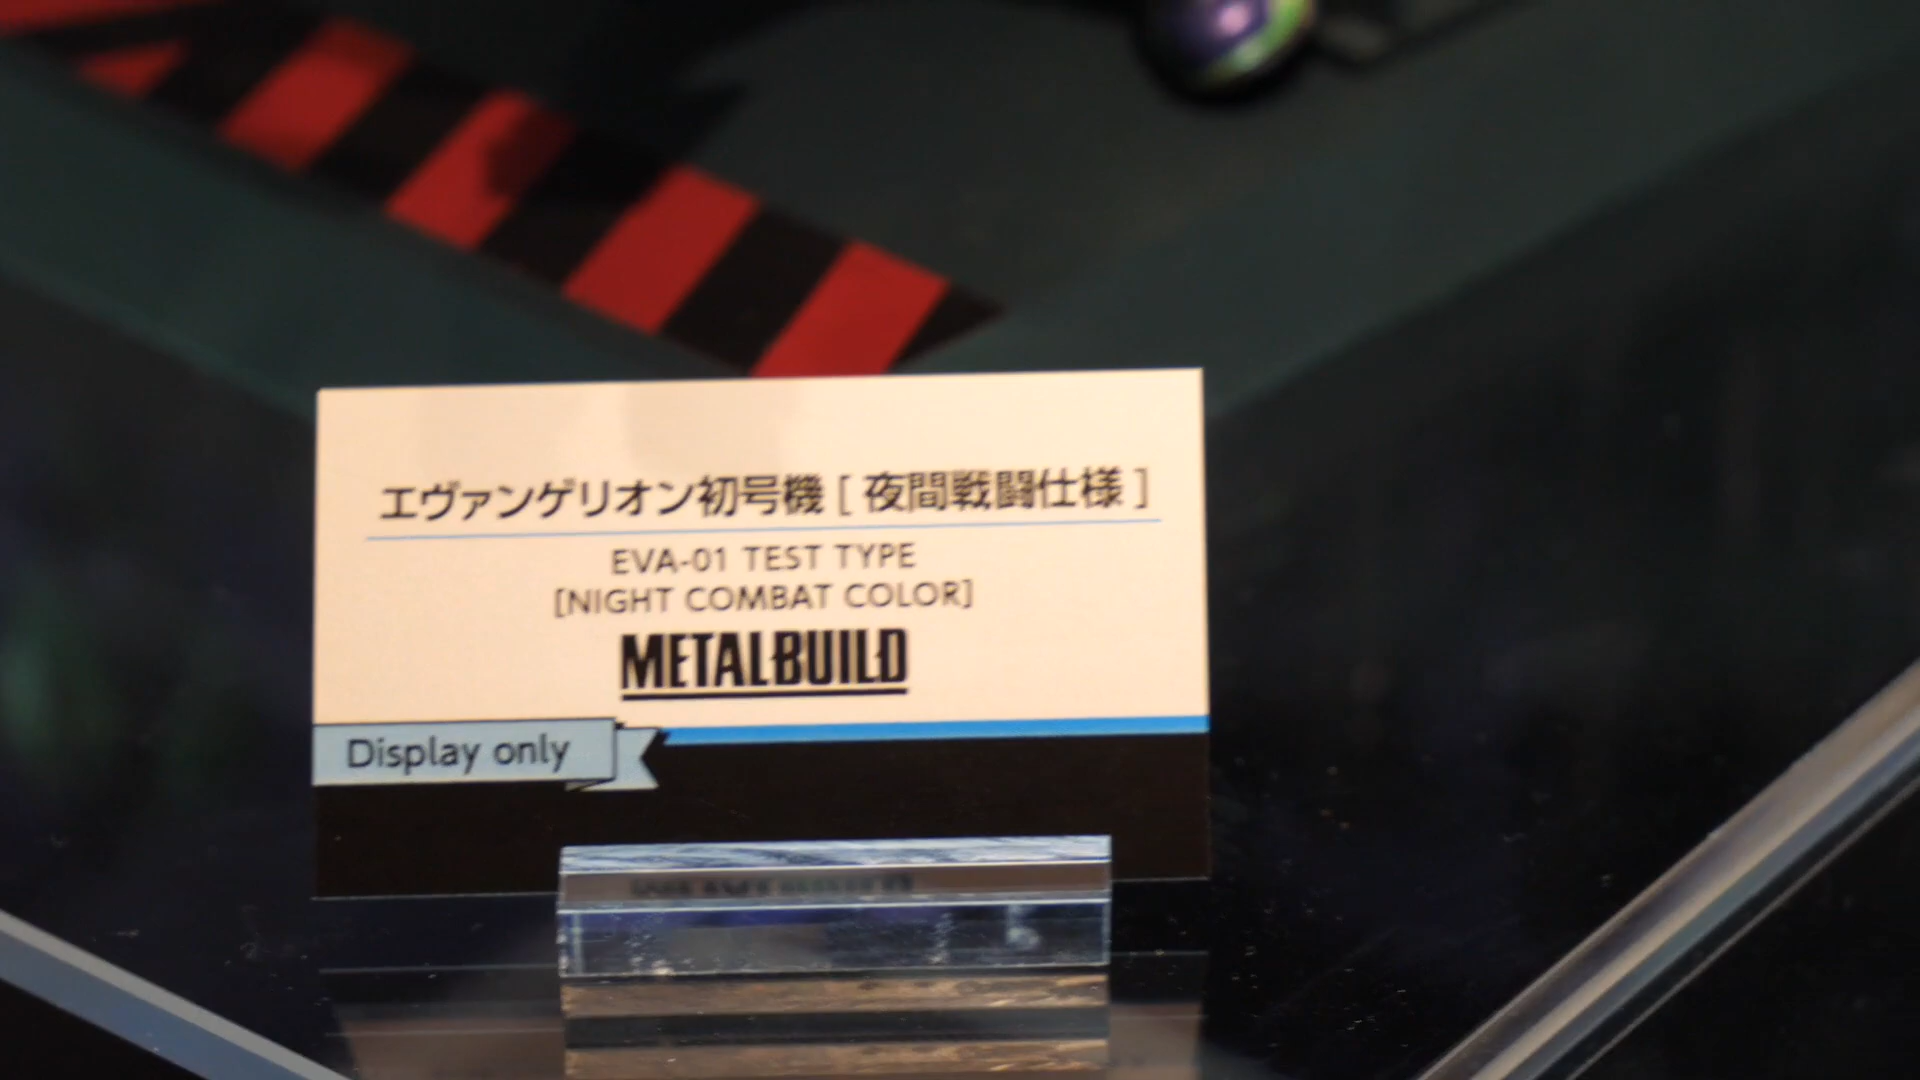 エヴァンゲリオン初号機 [ 夜間戦闘仕様 ]
EVA-01 TEST TYPE
[NIGHT COMBAT COLOR]
METALBUILD
Display only